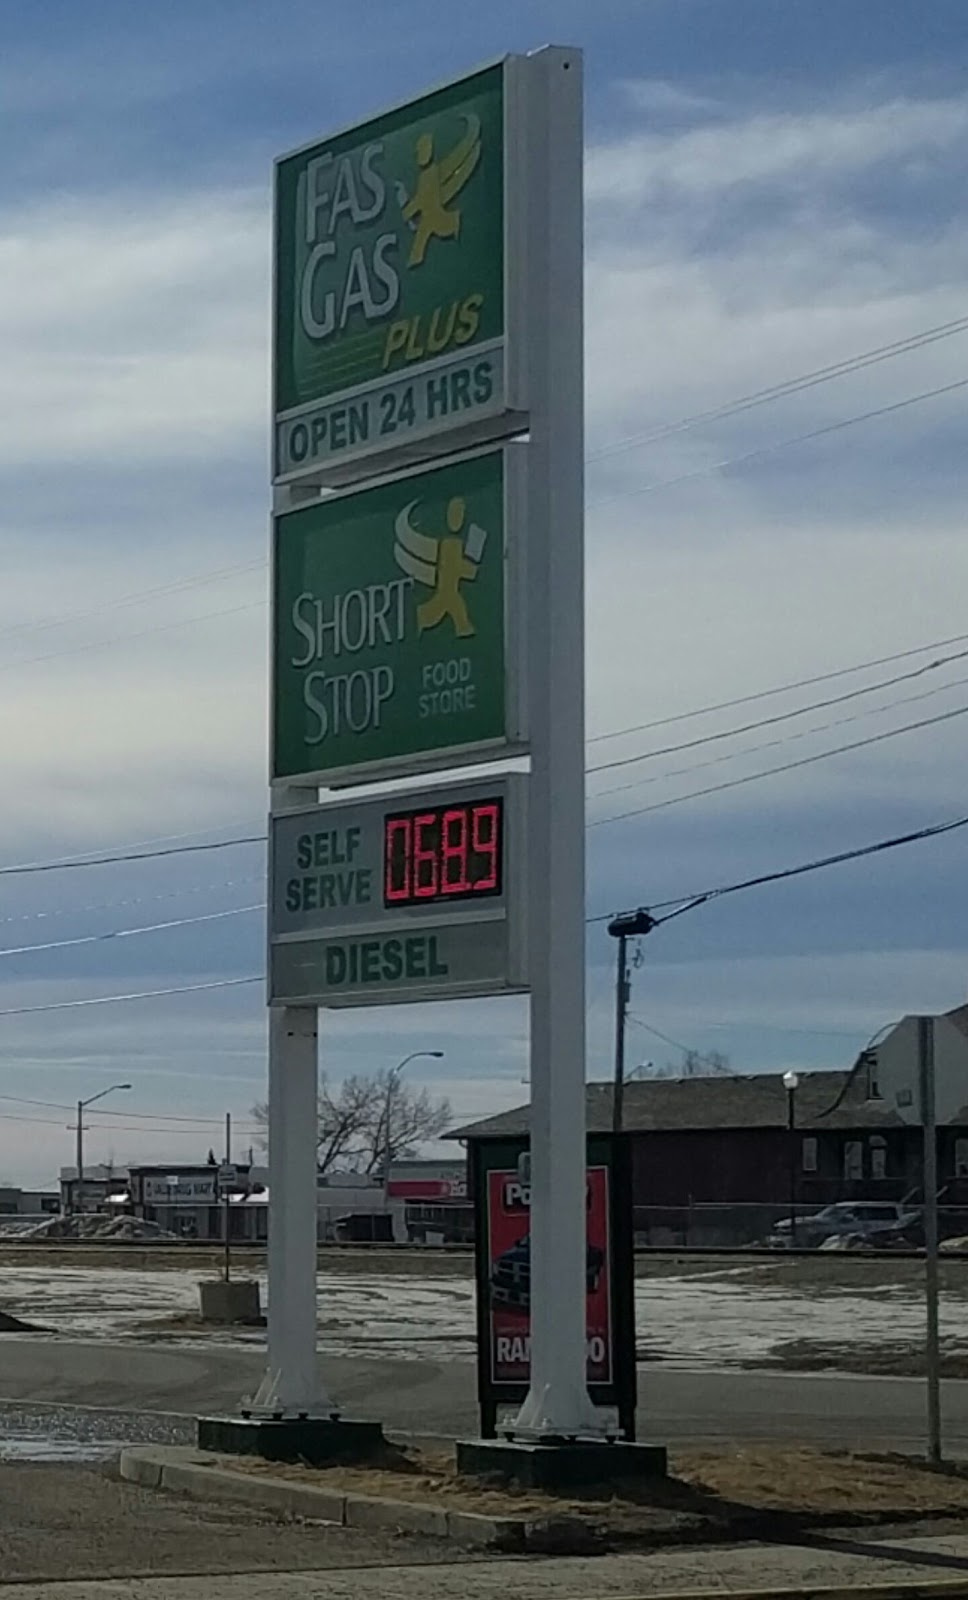 FAS
GAS
PLUS
OPEN 24 HRS
SHORT
STOP
FOOD
STORE
SELF
SERVE
068.9
DIESEL